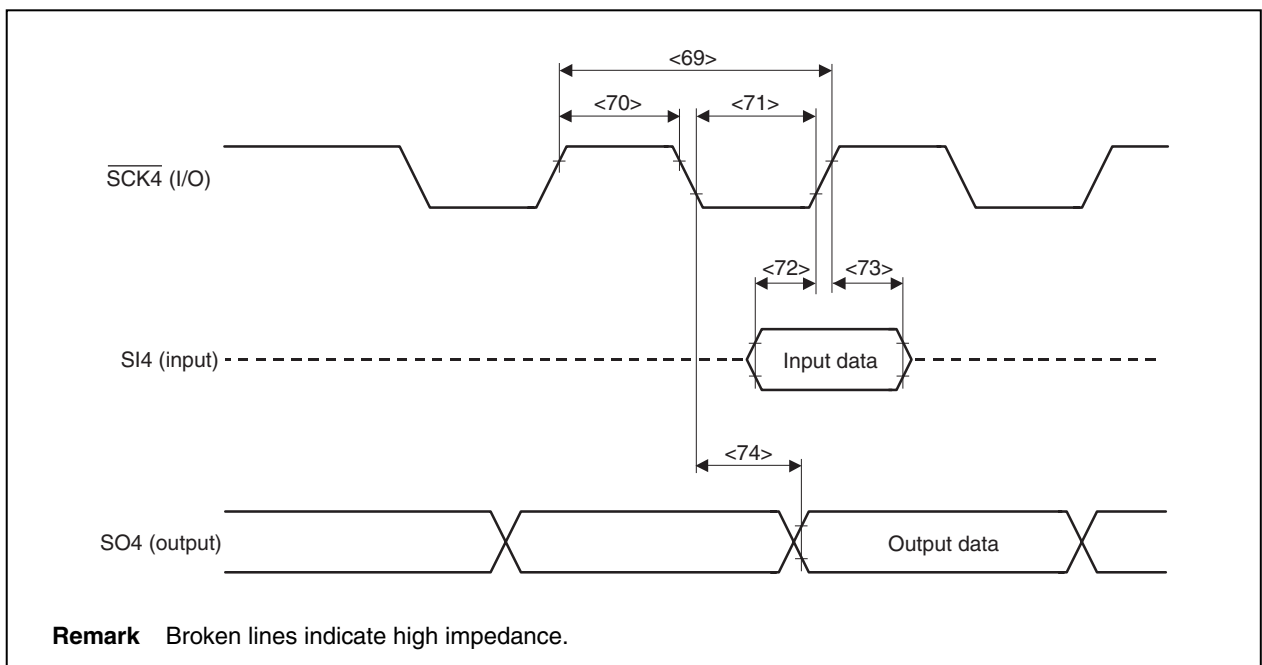 <69>
<70>
<71>
SCK4 (I/O)
<72>
<73>
SI4 (input)
Input data
<74>
SO4 (output)
Output data
Remark Broken lines indicate high impedance.